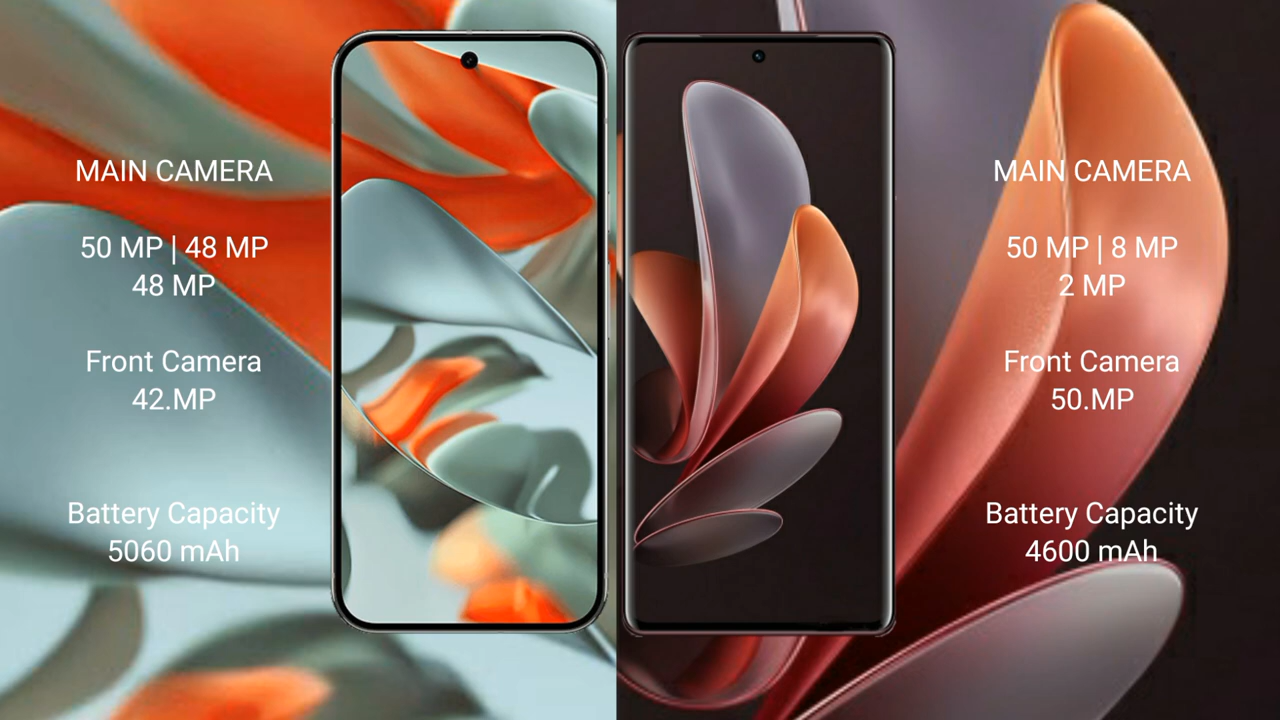 MAIN CAMERA
50 MP | 48 MP
48 MP
Front Camera
42.MP
Battery Capacity
5060 mAh
MAIN CAMERA
50 MP | 8 MP
2 MP
Front Camera
50.MP
Battery Capacity
4600 mAh